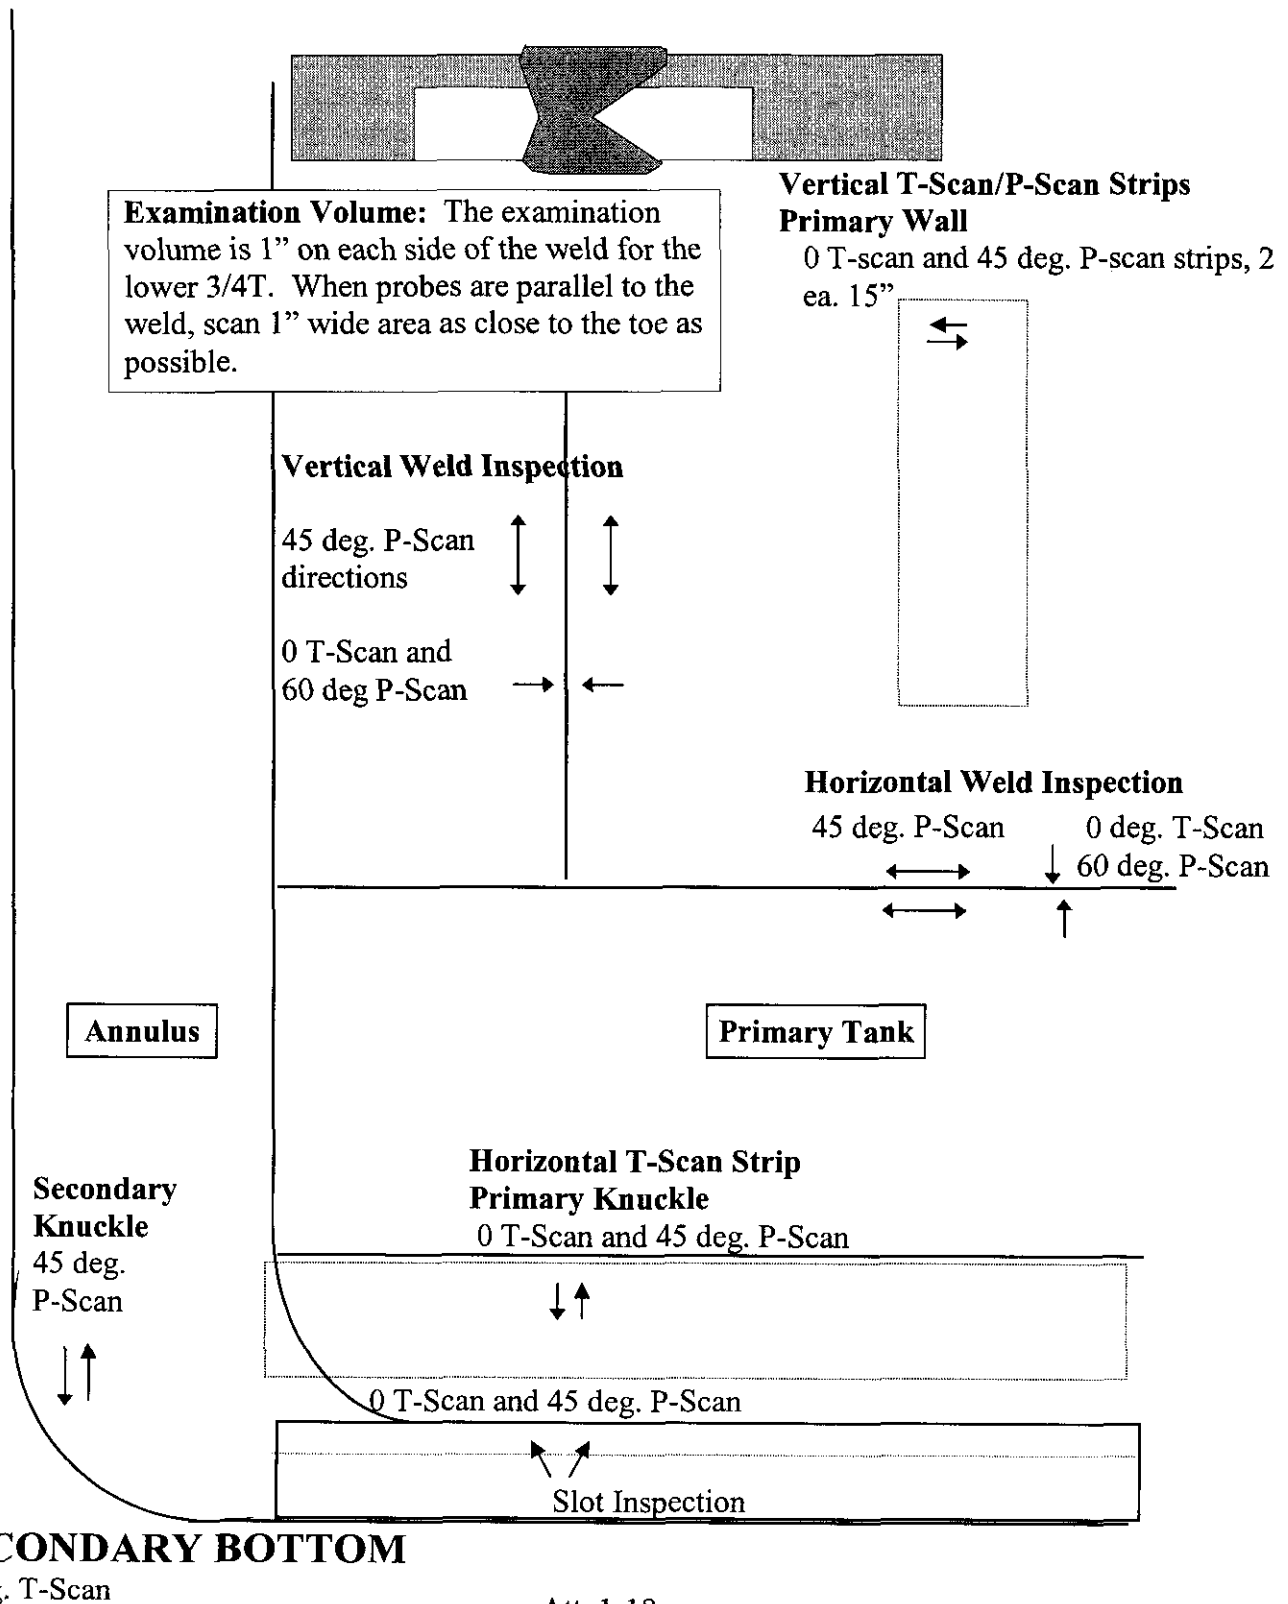 Examination Volume: The examination
volume is 1” on each side of the weld for the
lower 3/4T. When probes are parallel to the
weld, scan 1” wide area as close to the toe as
possible.
Vertical T-Scan/P-Scan Strips
Primary Wall
0 T-scan and 45 deg. P-scan strips, 2
ea. 15”
Vertical Weld Inspection
45 deg. P-Scan
directions
0 T-Scan and
60 deg P-Scan
Horizontal Weld Inspection
45 deg. P-Scan
0 deg. T-Scan
60 deg. P-Scan
Annulus
Primary Tank
Secondary
Knuckle
45 deg.
P-Scan
Horizontal T-Scan Strip
Primary Knuckle
0 T-Scan and 45 deg. P-Scan
0 T-Scan and 45 deg. P-Scan
Slot Inspection
CONDARY BOTTOM
g. T-Scan